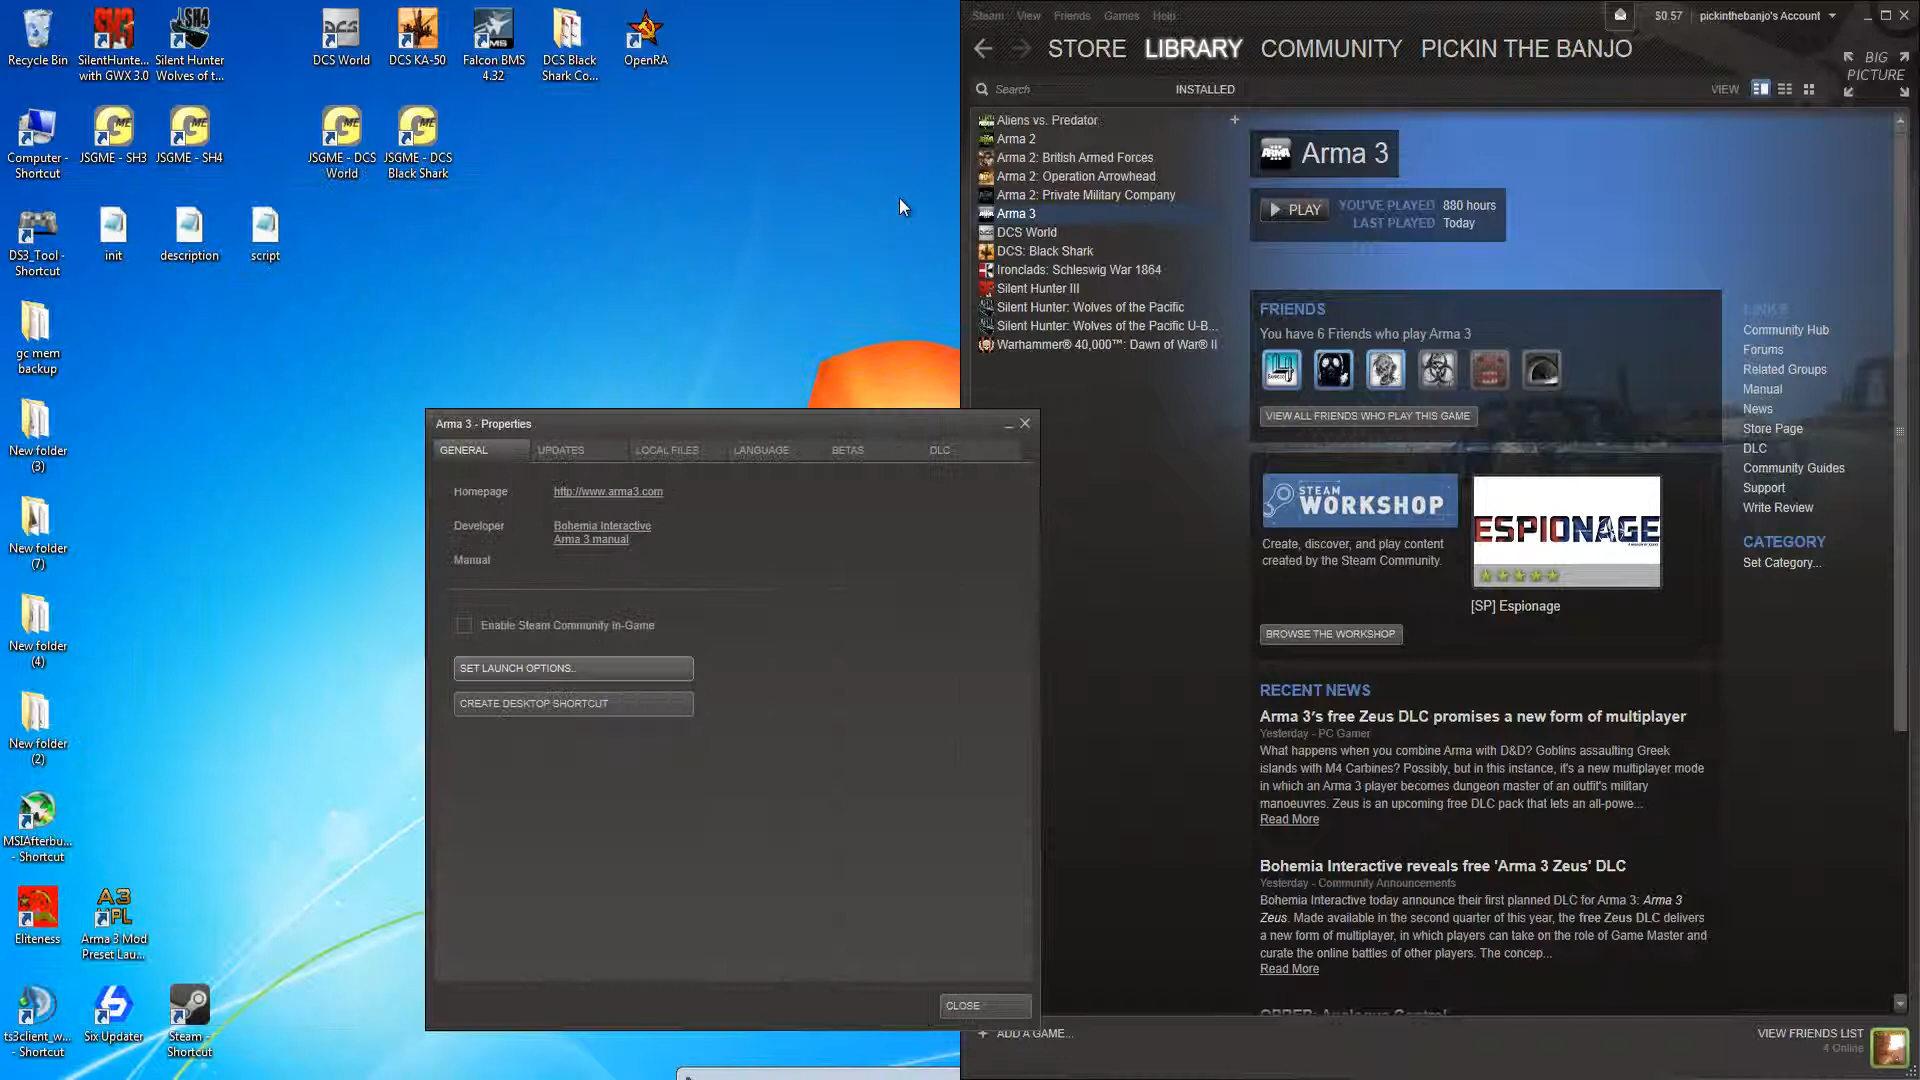 Recycle Bin
SilentHunte... with GWX 3.0
Silent Hunter Wolves of t...
DCS World
DCS KA-50
Falcon BMS 4.32
DCS Black Shark Co...
OpenRA
Computer - Shortcut
JSGME - SH3
JSGME - SH4
JSGME - DCS World
JSGME - DCS Black Shark
DS3_Tool - Shortcut
init
description
script
gc mem backup
New folder (3)
New folder (7)
New folder (4)
New folder (2)
MSIAfterbu... - Shortcut
Eliteness
Arma 3 Mod Preset Lau...
ts3client_w... - Shortcut
Six Updater
Steam - Shortcut
Steam View Friends Games Help
$0.57 pickinthebanjo's Account
STORE LIBRARY COMMUNITY PICKIN THE BANJO
BIG PICTURE
Search INSTALLED VIEW
Aliens vs. Predator
Arma 2
Arma 2: British Armed Forces
Arma 2: Operation Arrowhead
Arma 2: Private Military Company
Arma 3
DCS World
DCS: Black Shark
Ironclads: Schleswig War 1864
Silent Hunter III
Silent Hunter: Wolves of the Pacific
Silent Hunter: Wolves of the Pacific U-B...
Warhammer® 40,000™: Dawn of War® II
ARMA Arma 3
PLAY YOU'VE PLAYED 880 hours
LAST PLAYED Today
FRIENDS
You have 6 Friends who play Arma 3
VIEW ALL FRIENDS WHO PLAY THIS GAME
LINKS
Community Hub
Forums
Related Groups
Manual
News
Store Page
DLC
Community Guides
Support
Write Review
CATEGORY
Set Category...
STEAM WORKSHOP
Create, discover, and play content
created by the Steam Community.
ESPIONAGE
[SP] Espionage
BROWSE THE WORKSHOP
RECENT NEWS
Arma 3's free Zeus DLC promises a new form of multiplayer
Yesterday - PC Gamer
What happens when you combine Arma with D&D? Goblins assaulting Greek
islands with M4 Carbines? Possibly, but in this instance, it's a new multiplayer mode
in which an Arma 3 player becomes dungeon master of an outfit's military
manoeuvres. Zeus is an upcoming free DLC pack that lets an all-powe...
Read More
Bohemia Interactive reveals free 'Arma 3 Zeus' DLC
Yesterday - Community Announcements
Bohemia Interactive today announce their first planned DLC for Arma 3: Arma 3
Zeus. Made available in the second quarter of this year, the free Zeus DLC delivers
a new form of multiplayer, in which players can take on the role of Game Master and
curate the online battles of other players. The concep...
Read More
ADD A GAME...
VIEW FRIENDS LIST
4 Online
Arma 3 - Properties
GENERAL UPDATES LOCAL FILES LANGUAGE BETAS DLC
Homepage http://www.arma3.com
Developer Bohemia Interactive
Arma 3 manual
Manual
Enable Steam Community In-Game
SET LAUNCH OPTIONS...
CREATE DESKTOP SHORTCUT
CLOSE